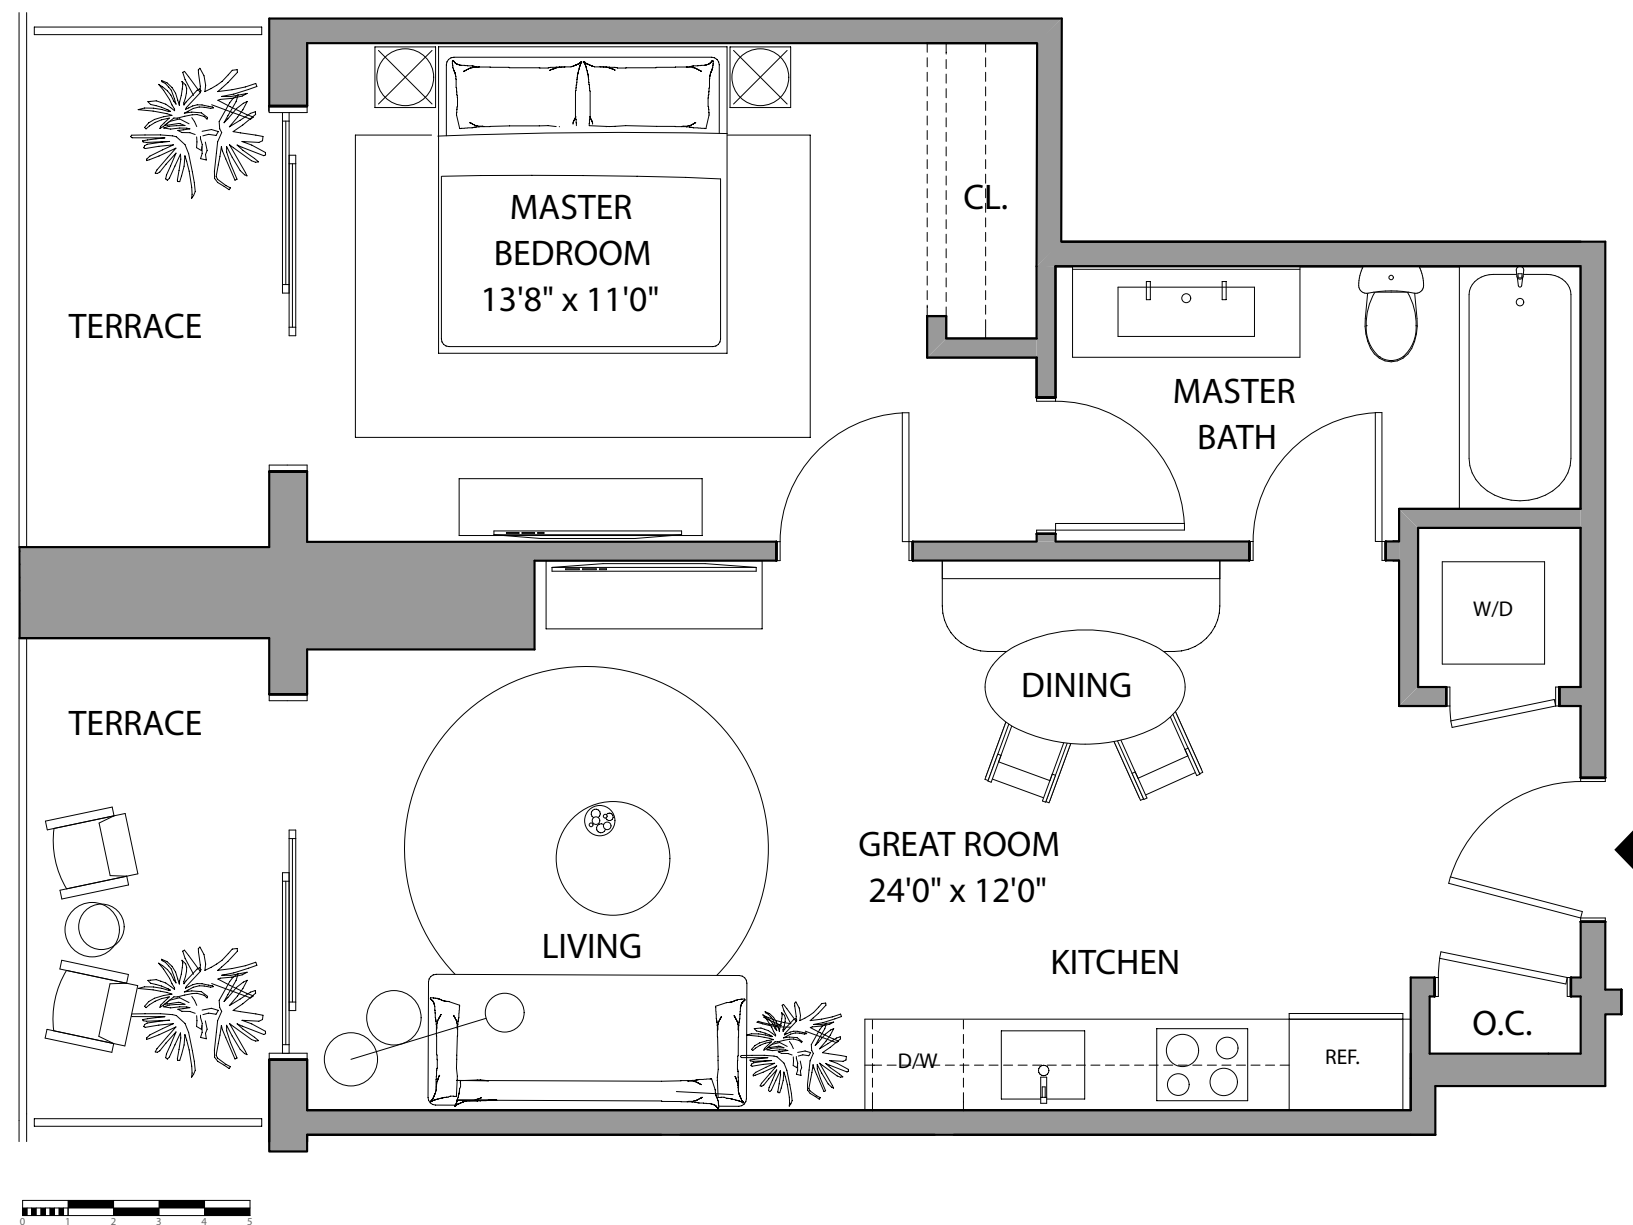 MASTER
BEDROOM
13'8" x 11'0"
CL.
TERRACE
MASTER
BATH
W/D
DINING
TERRACE
GREAT ROOM
24'0" x 12'0"
LIVING
KITCHEN
O.C.
D/W
REF.
0 1 2 3 4 5